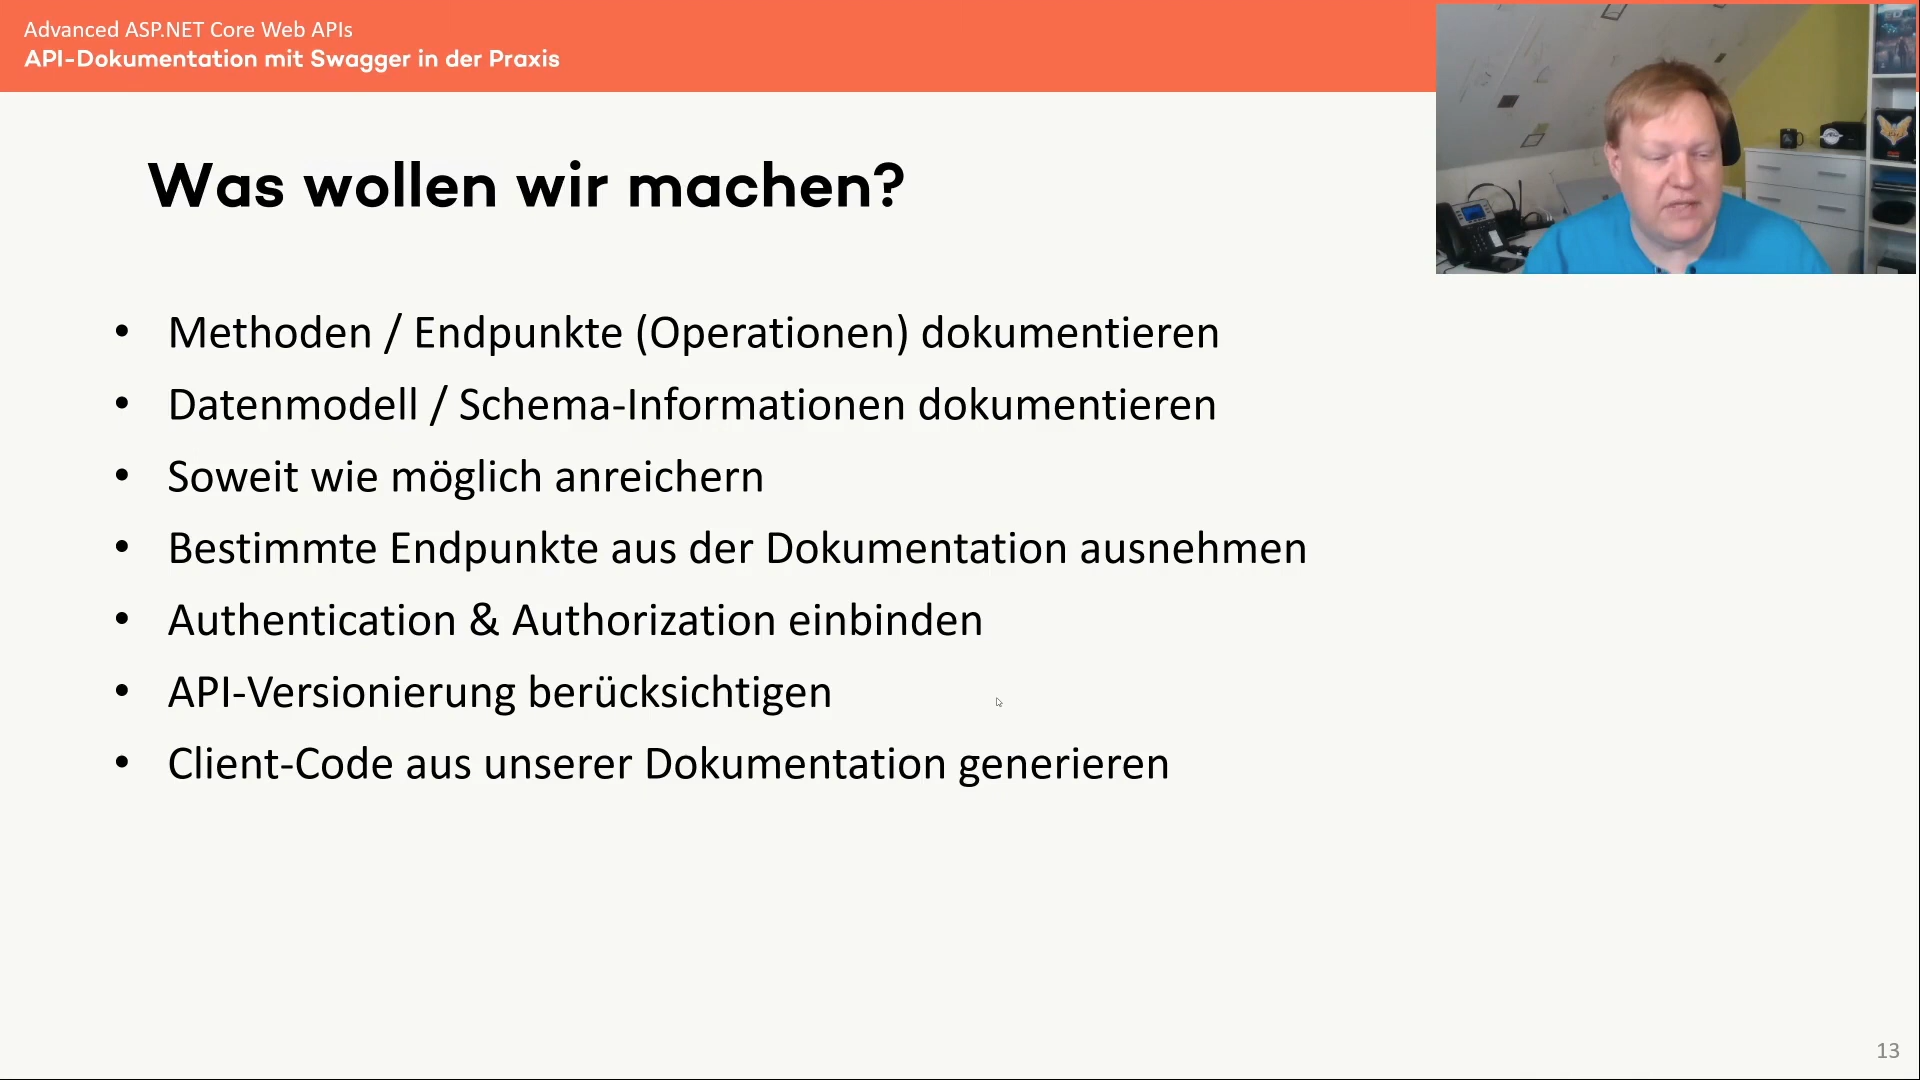 Advanced ASP.NET Core Web APIs
API-Dokumentation mit Swagger in der Praxis
Was wollen wir machen?
• Methoden / Endpunkte (Operationen) dokumentieren
• Datenmodell / Schema-Informationen dokumentieren
• Soweit wie möglich anreichern
• Bestimmte Endpunkte aus der Dokumentation ausnehmen
• Authentication & Authorization einbinden
• API-Versionierung berücksichtigen
• Client-Code aus unserer Dokumentation generieren
13